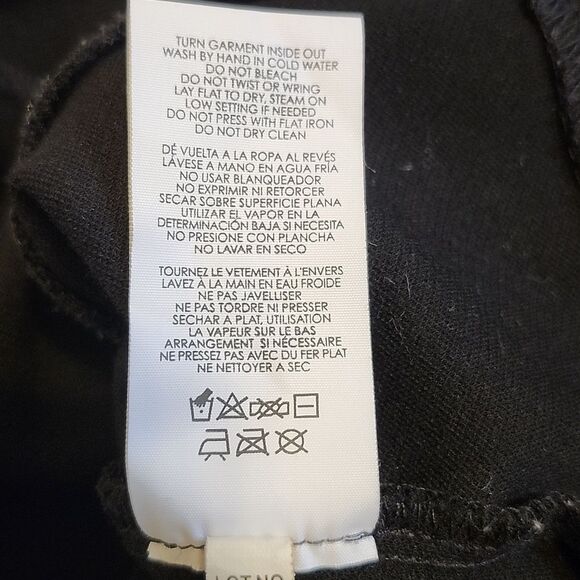 TURN GARMENT INSIDE OUT
WASH BY HAND IN COLD WATER
DO NOT BLEACH
DO NOT TWIST OR WRING
LAY FLAT TO DRY, STEAM ON
LOW SETTING IF NEEDED
DO NOT PRESS WITH FLAT IRON
DO NOT DRY CLEAN
DÉ VUELTA A LA ROPA AL REVÉS
LÁVESE A MANO EN AGUA FRÍA
NO USAR BLANQUEADOR
NO EXPRIMIR NI RETORCER
SECAR SOBRE SUPERFICIE PLANA
UTILIZAR EL VAPOR EN LA
DETERMINACIÓN BAJA SI NECESITA
NO PRESIONE CON PLANCHA
NO LAVAR EN SECO
TOURNEZ LE VETEMENT À L'ENVERS
LAVEZ À LA MAIN EN EAU FROIDE
NE PAS JAVELLISER
NE PAS TORDRE NI PRESSER
SECHAR A PLAT, UTILISATION
LA VAPEUR SUR LE BAS
ARRANGEMENT SI NÉCESSAIRE
NE PRESSEZ PAS AVEC DU FER PLAT
NE NETTOYER A SEC
LOT NO